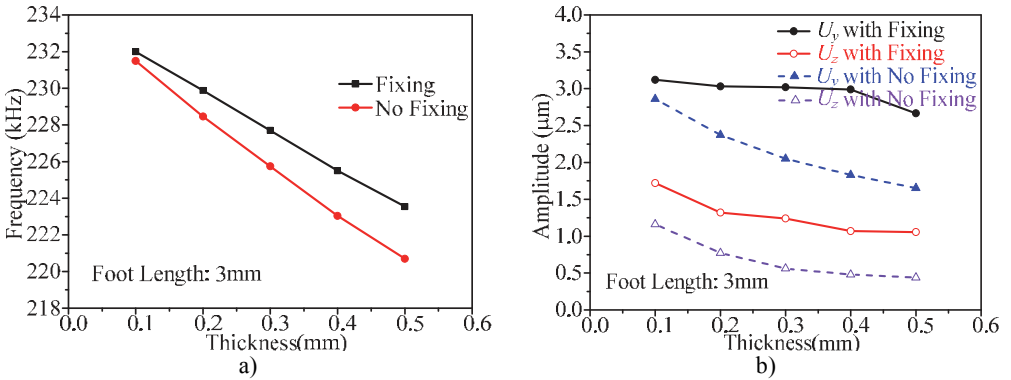 a)
234
232
230
228
226
224
222
220
218
Frequency (kHz)
Fixing
No Fixing
Foot Length: 3mm
0.0 0.1 0.2 0.3 0.4 0.5 0.6
Thickness(mm)
a)
b)
4.0
3.5
3.0
2.5
2.0
1.5
1.0
0.5
0.0
Amplitude (μm)
Uy with Fixing
Uz with Fixing
Uy with No Fixing
Uz with No Fixing
Foot Length: 3mm
0.0 0.1 0.2 0.3 0.4 0.5 0.6
Thickness(mm)
b)